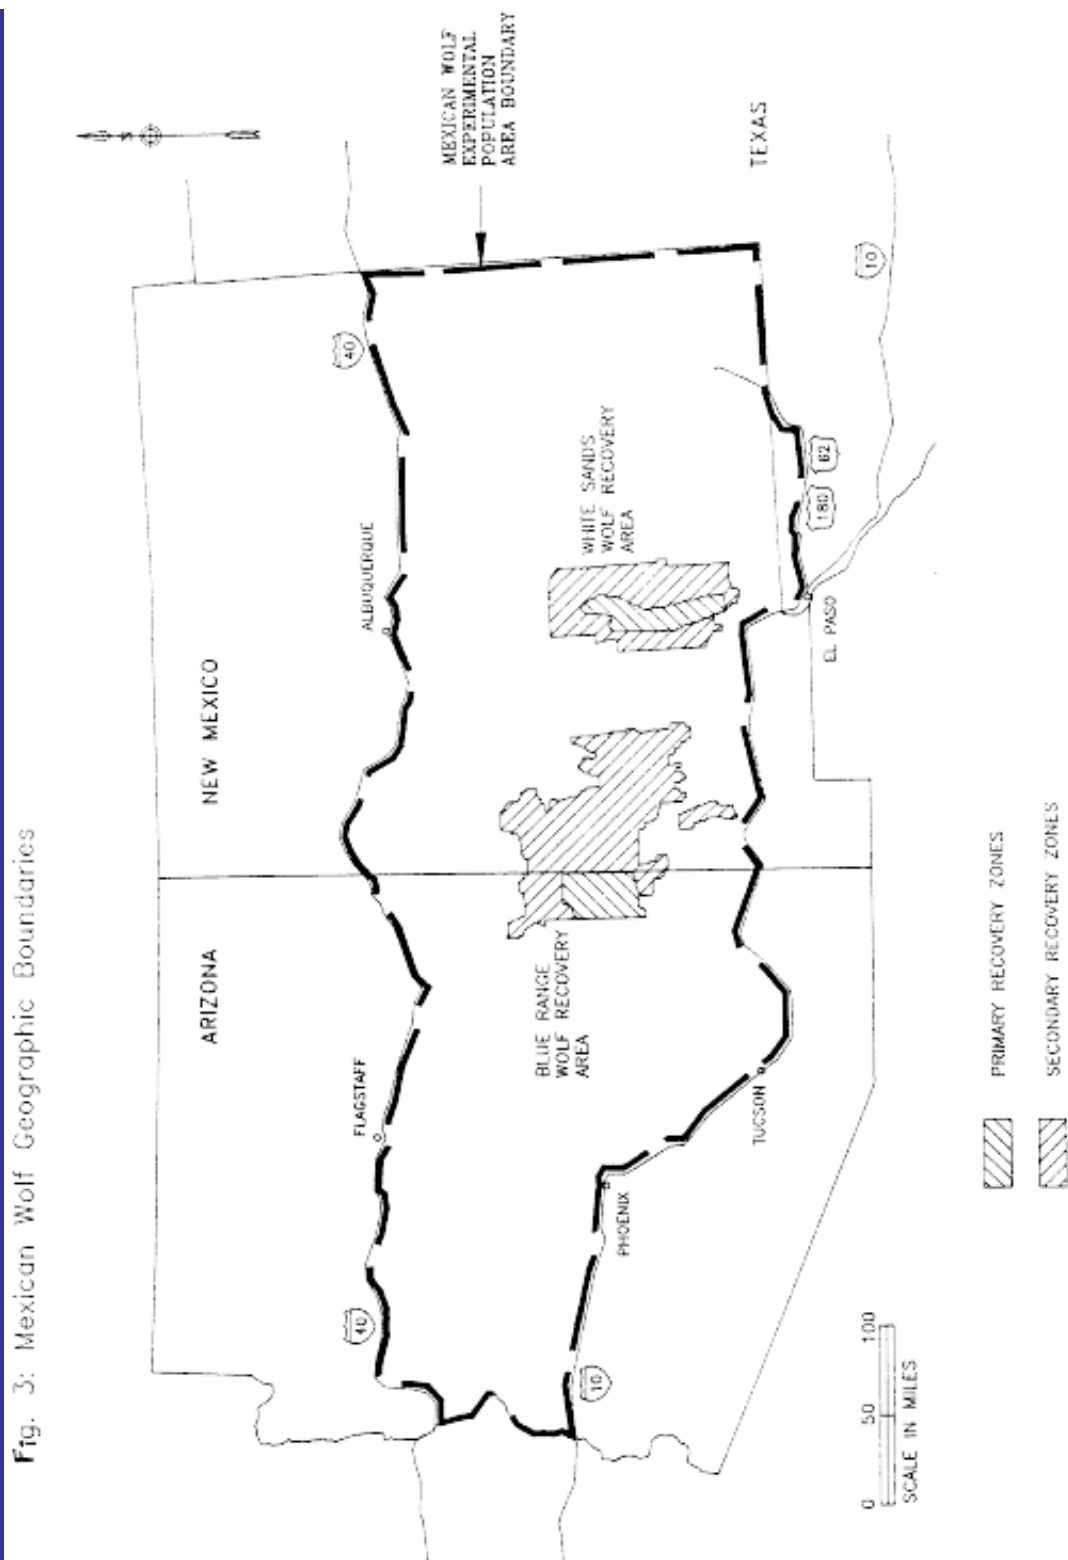 Fig. 3: Mexican Wolf Geographic Boundaries
MEXICAN WOLF
EXPERIMENTAL
POPULATION
AREA BOUNDARY
N
ARIZONA
NEW MEXICO
TEXAS
40
40
FLAGSTAFF
ALBUQUERQUE
BLUE RANGE
WOLF RECOVERY
AREA
WHITE SANDS
WOLF RECOVERY
AREA
10
PHOENIX
TUCSON
EL PASO
180
62
10
0 50 100
SCALE IN MILES
PRIMARY RECOVERY ZONES
SECONDARY RECOVERY ZONES